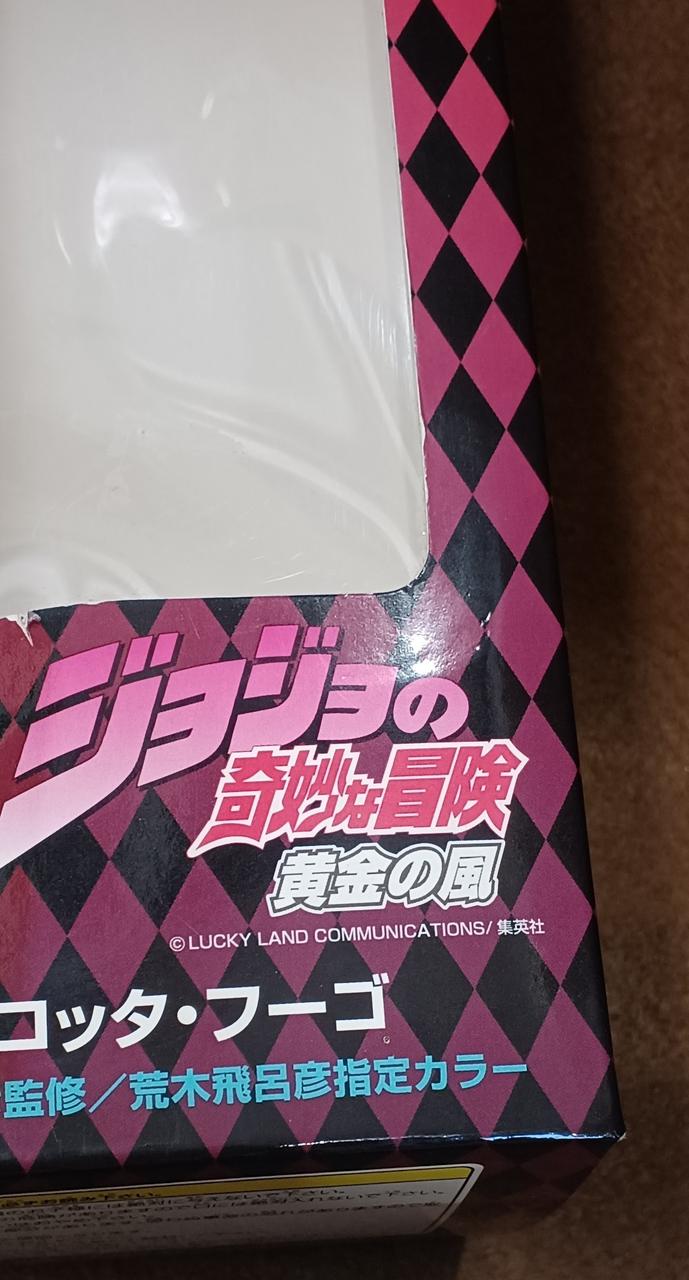 ジョジョの
奇妙な冒険
黄金の風
©LUCKY LAND COMMUNICATIONS/集英社
コッタ・フーゴ
監修／荒木飛呂彦指定カラー